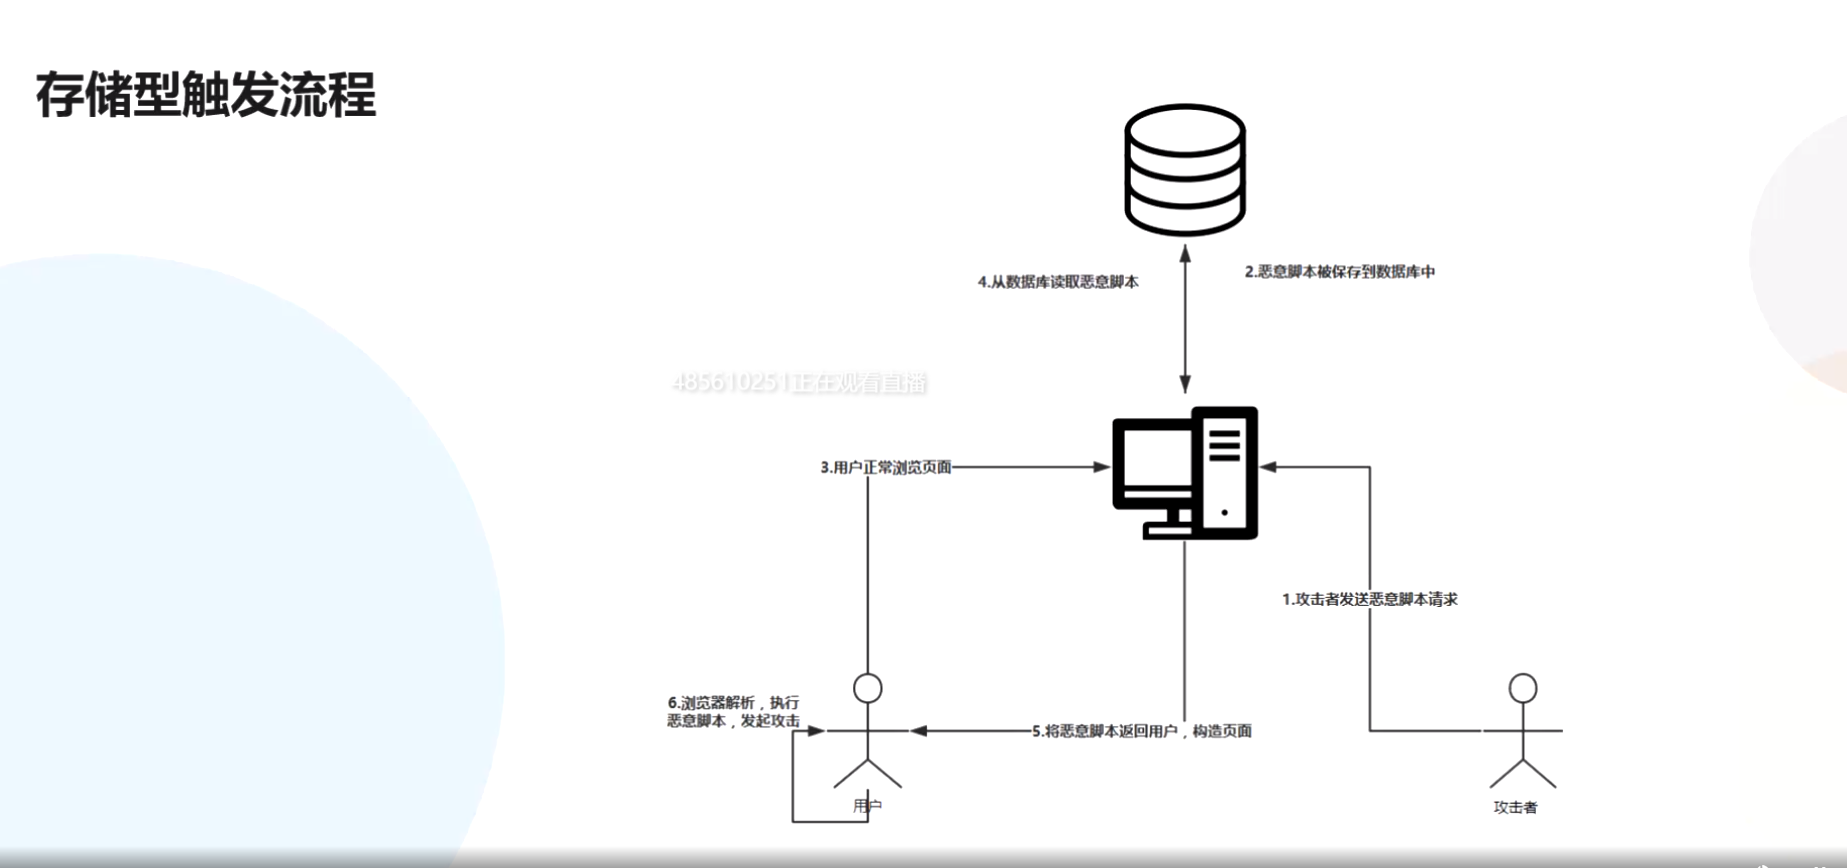 存储型触发流程
4.从数据库读取恶意脚本
2.恶意脚本被保存到数据库中
485610251正在观看直播
3.用户正常浏览页面
1.攻击者发送恶意脚本请求
6.浏览器解析，执行
恶意脚本，发起攻击
5.将恶意脚本返回用户，构造页面
用户
攻击者